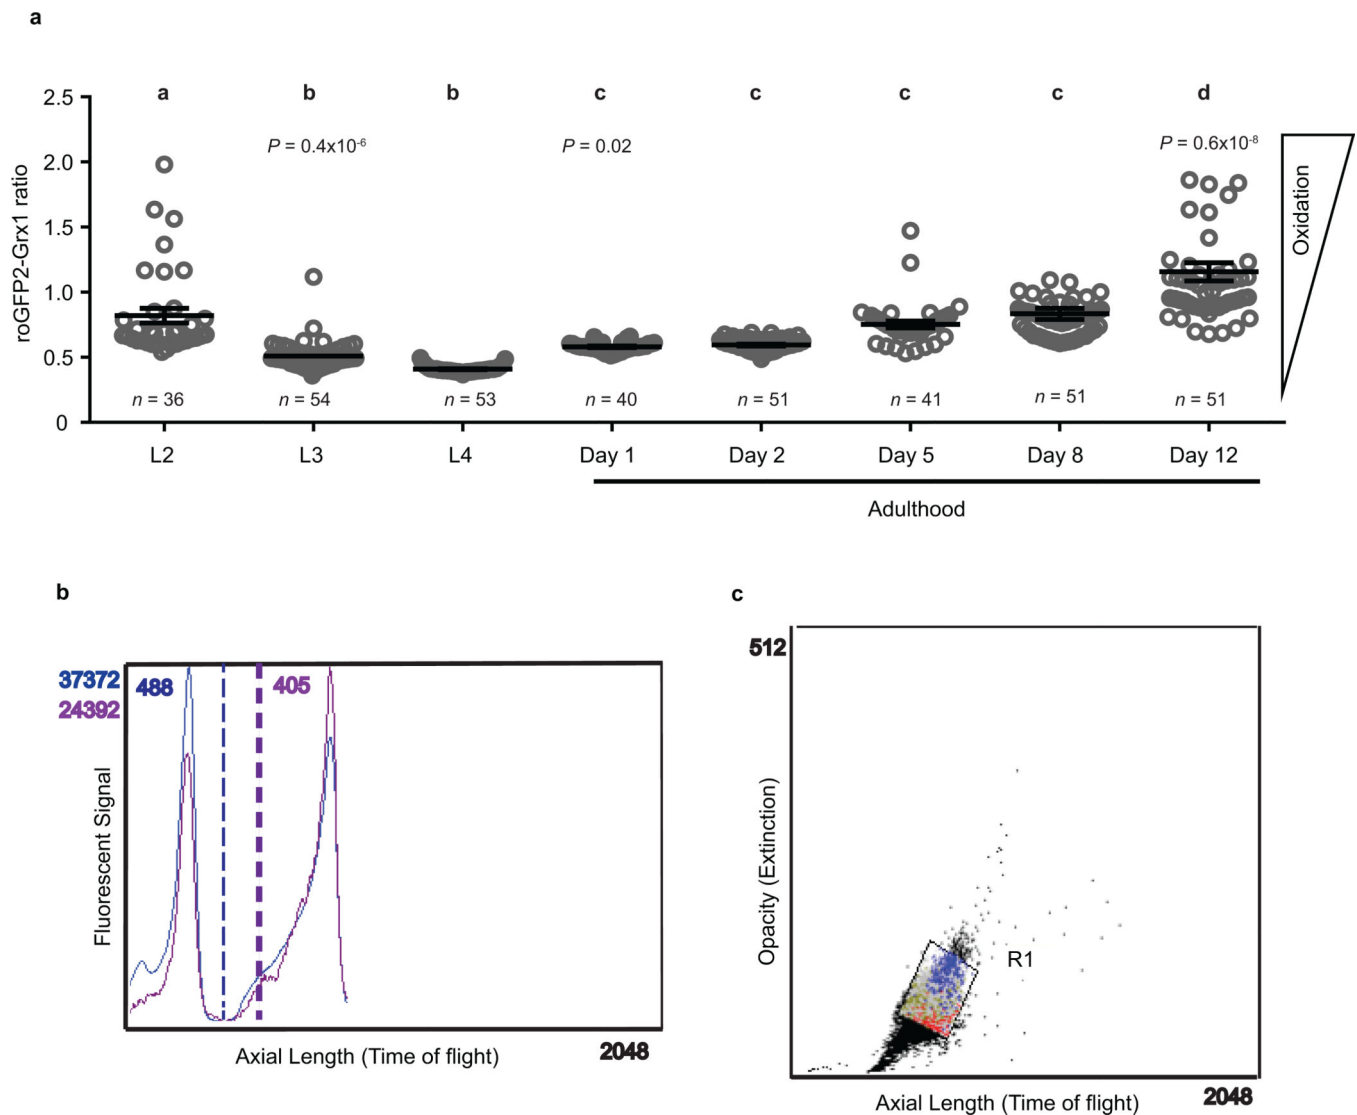 a
a b b c c c c d
2.5
P = 0.4x10-6 P = 0.02 P = 0.6x10-8
2.0
1.5
1.0
0.5
0
roGFP2-Grx1 ratio
Oxidation
n = 36 n = 54 n = 53 n = 40 n = 51 n = 41 n = 51 n = 51
L2 L3 L4 Day 1 Day 2 Day 5 Day 8 Day 12
Adulthood
b
37372
24392
488
405
Fluorescent Signal
Axial Length (Time of flight)
2048
c
512
Opacity (Extinction)
R1
Axial Length (Time of flight)
2048